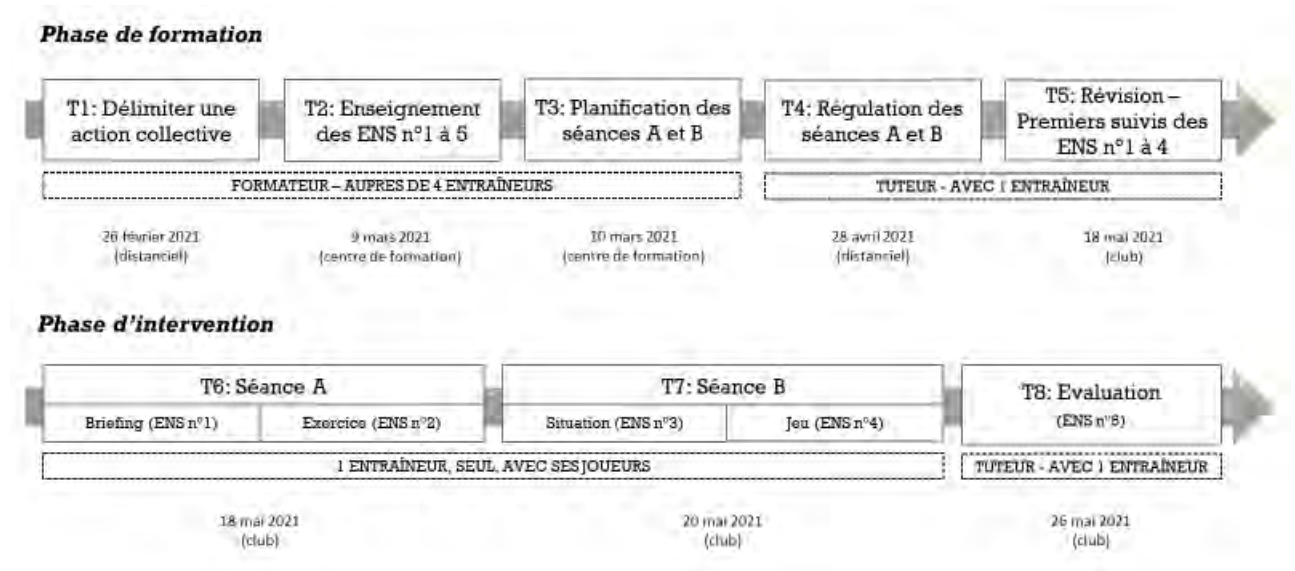 Phase de formation
T1: Délimiter une
action collective
T2: Enseignement
des ENS n°1 à 5
T3: Planification des
séances A et B
T4: Régulation des
séances A et B
T5: Révision –
Premiers suivis des
ENS n°1 à 4
FORMATEUR – AUPRES DE 4 ENTRAÎNEURS
TUTEUR - AVEC 1 ENTRAÎNEUR
26 février 2021
(distanciel)
9 mars 2021
(centre de formation)
10 mars 2021
(centre de formation)
28 avril 2021
(distanciel)
18 mai 2021
(club)
Phase d'intervention
T6: Séance A
Briefing (ENS n°1)
Exercice (ENS n°2)
T7: Séance B
Situation (ENS n°3)
Jeu (ENS n°4)
T8: Evaluation
(ENS n°5)
1 ENTRAÎNEUR, SEUL, AVEC SES JOUEURS
TUTEUR - AVEC 1 ENTRAÎNEUR
18 mai 2021
(club)
20 mai 2021
(club)
26 mai 2021
(club)